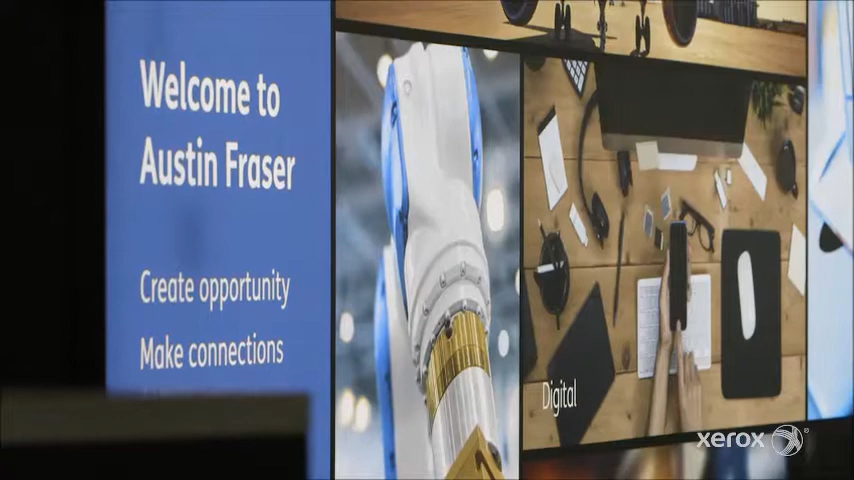 Welcome to
Austin Fraser
Create opportunity
Make connections
Digital
xerox